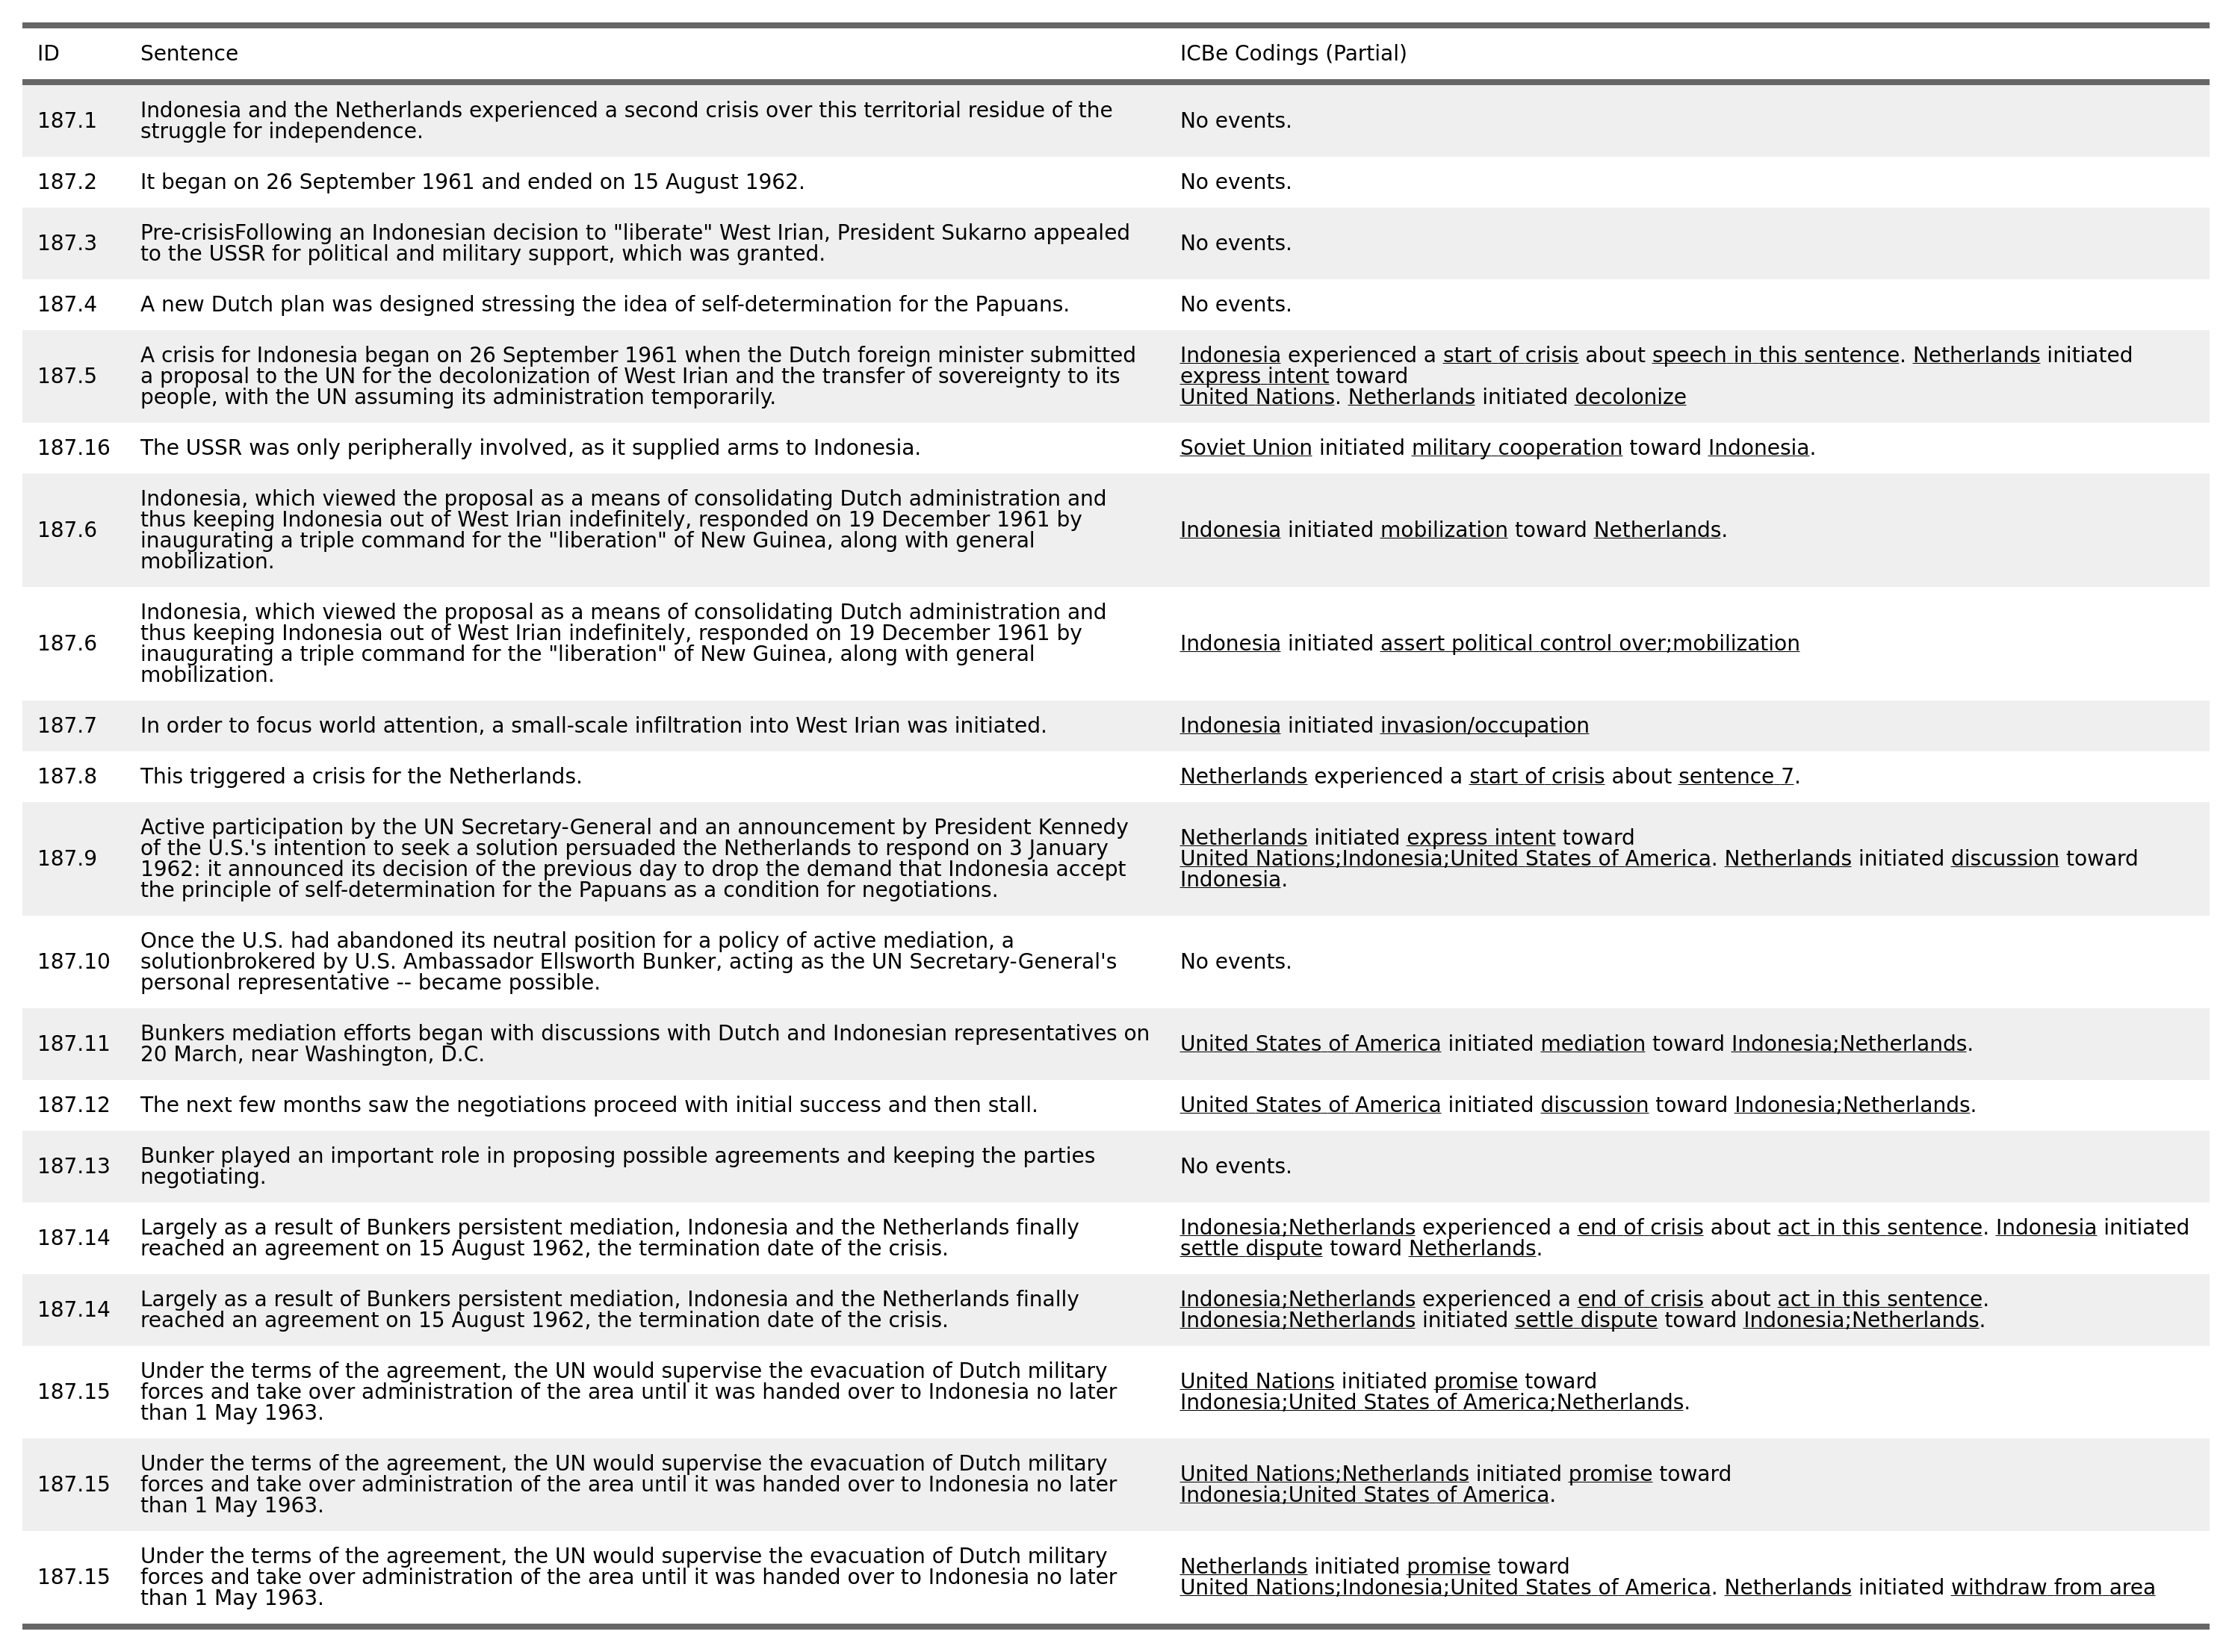 ID Sentence ICBe Codings (Partial)
187.1 Indonesia and the Netherlands experienced a second crisis over this territorial residue of the
struggle for independence. No events.
187.2 It began on 26 September 1961 and ended on 15 August 1962. No events.
187.3 Pre-crisisFollowing an Indonesian decision to "liberate" West Irian, President Sukarno appealed
to the USSR for political and military support, which was granted. No events.
187.4 A new Dutch plan was designed stressing the idea of self-determination for the Papuans. No events.
187.5 A crisis for Indonesia began on 26 September 1961 when the Dutch foreign minister submitted
a proposal to the UN for the decolonization of West Irian and the transfer of sovereignty to its
people, with the UN assuming its administration temporarily.
Indonesia experienced a start of crisis about speech in this sentence. Netherlands initiated
express intent toward
United Nations. Netherlands initiated decolonize
187.16 The USSR was only peripherally involved, as it supplied arms to Indonesia. Soviet Union initiated military cooperation toward Indonesia.
187.6 Indonesia, which viewed the proposal as a means of consolidating Dutch administration and
thus keeping Indonesia out of West Irian indefinitely, responded on 19 December 1961 by
inaugurating a triple command for the "liberation" of New Guinea, along with general
mobilization.
Indonesia initiated mobilization toward Netherlands.
187.6 Indonesia, which viewed the proposal as a means of consolidating Dutch administration and
thus keeping Indonesia out of West Irian indefinitely, responded on 19 December 1961 by
inaugurating a triple command for the "liberation" of New Guinea, along with general
mobilization.
Indonesia initiated assert political control over;mobilization
187.7 In order to focus world attention, a small-scale infiltration into West Irian was initiated. Indonesia initiated invasion/occupation
187.8 This triggered a crisis for the Netherlands. Netherlands experienced a start of crisis about sentence 7.
187.9 Active participation by the UN Secretary-General and an announcement by President Kennedy
of the U.S.'s intention to seek a solution persuaded the Netherlands to respond on 3 January
1962: it announced its decision of the previous day to drop the demand that Indonesia accept
the principle of self-determination for the Papuans as a condition for negotiations.
Netherlands initiated express intent toward
United Nations;Indonesia;United States of America. Netherlands initiated discussion toward
Indonesia.
187.10 Once the U.S. had abandoned its neutral position for a policy of active mediation, a
solutionbrokered by U.S. Ambassador Ellsworth Bunker, acting as the UN Secretary-General's
personal representative -- became possible.
No events.
187.11 Bunkers mediation efforts began with discussions with Dutch and Indonesian representatives on
20 March, near Washington, D.C.
United States of America initiated mediation toward Indonesia;Netherlands.
187.12 The next few months saw the negotiations proceed with initial success and then stall. United States of America initiated discussion toward Indonesia;Netherlands.
187.13 Bunker played an important role in proposing possible agreements and keeping the parties
negotiating.
No events.
187.14 Largely as a result of Bunkers persistent mediation, Indonesia and the Netherlands finally
reached an agreement on 15 August 1962, the termination date of the crisis.
Indonesia;Netherlands experienced a end of crisis about act in this sentence. Indonesia initiated
settle dispute toward Netherlands.
187.14 Largely as a result of Bunkers persistent mediation, Indonesia and the Netherlands finally
reached an agreement on 15 August 1962, the termination date of the crisis.
Indonesia;Netherlands experienced a end of crisis about act in this sentence.
Indonesia;Netherlands initiated settle dispute toward Indonesia;Netherlands.
187.15 Under the terms of the agreement, the UN would supervise the evacuation of Dutch military
forces and take over administration of the area until it was handed over to Indonesia no later
than 1 May 1963.
United Nations initiated promise toward
Indonesia;United States of America;Netherlands.
187.15 Under the terms of the agreement, the UN would supervise the evacuation of Dutch military
forces and take over administration of the area until it was handed over to Indonesia no later
than 1 May 1963.
United Nations;Netherlands initiated promise toward
Indonesia;United States of America.
187.15 Under the terms of the agreement, the UN would supervise the evacuation of Dutch military
forces and take over administration of the area until it was handed over to Indonesia no later
than 1 May 1963.
Netherlands initiated promise toward
United Nations;Indonesia;United States of America. Netherlands initiated withdraw from area